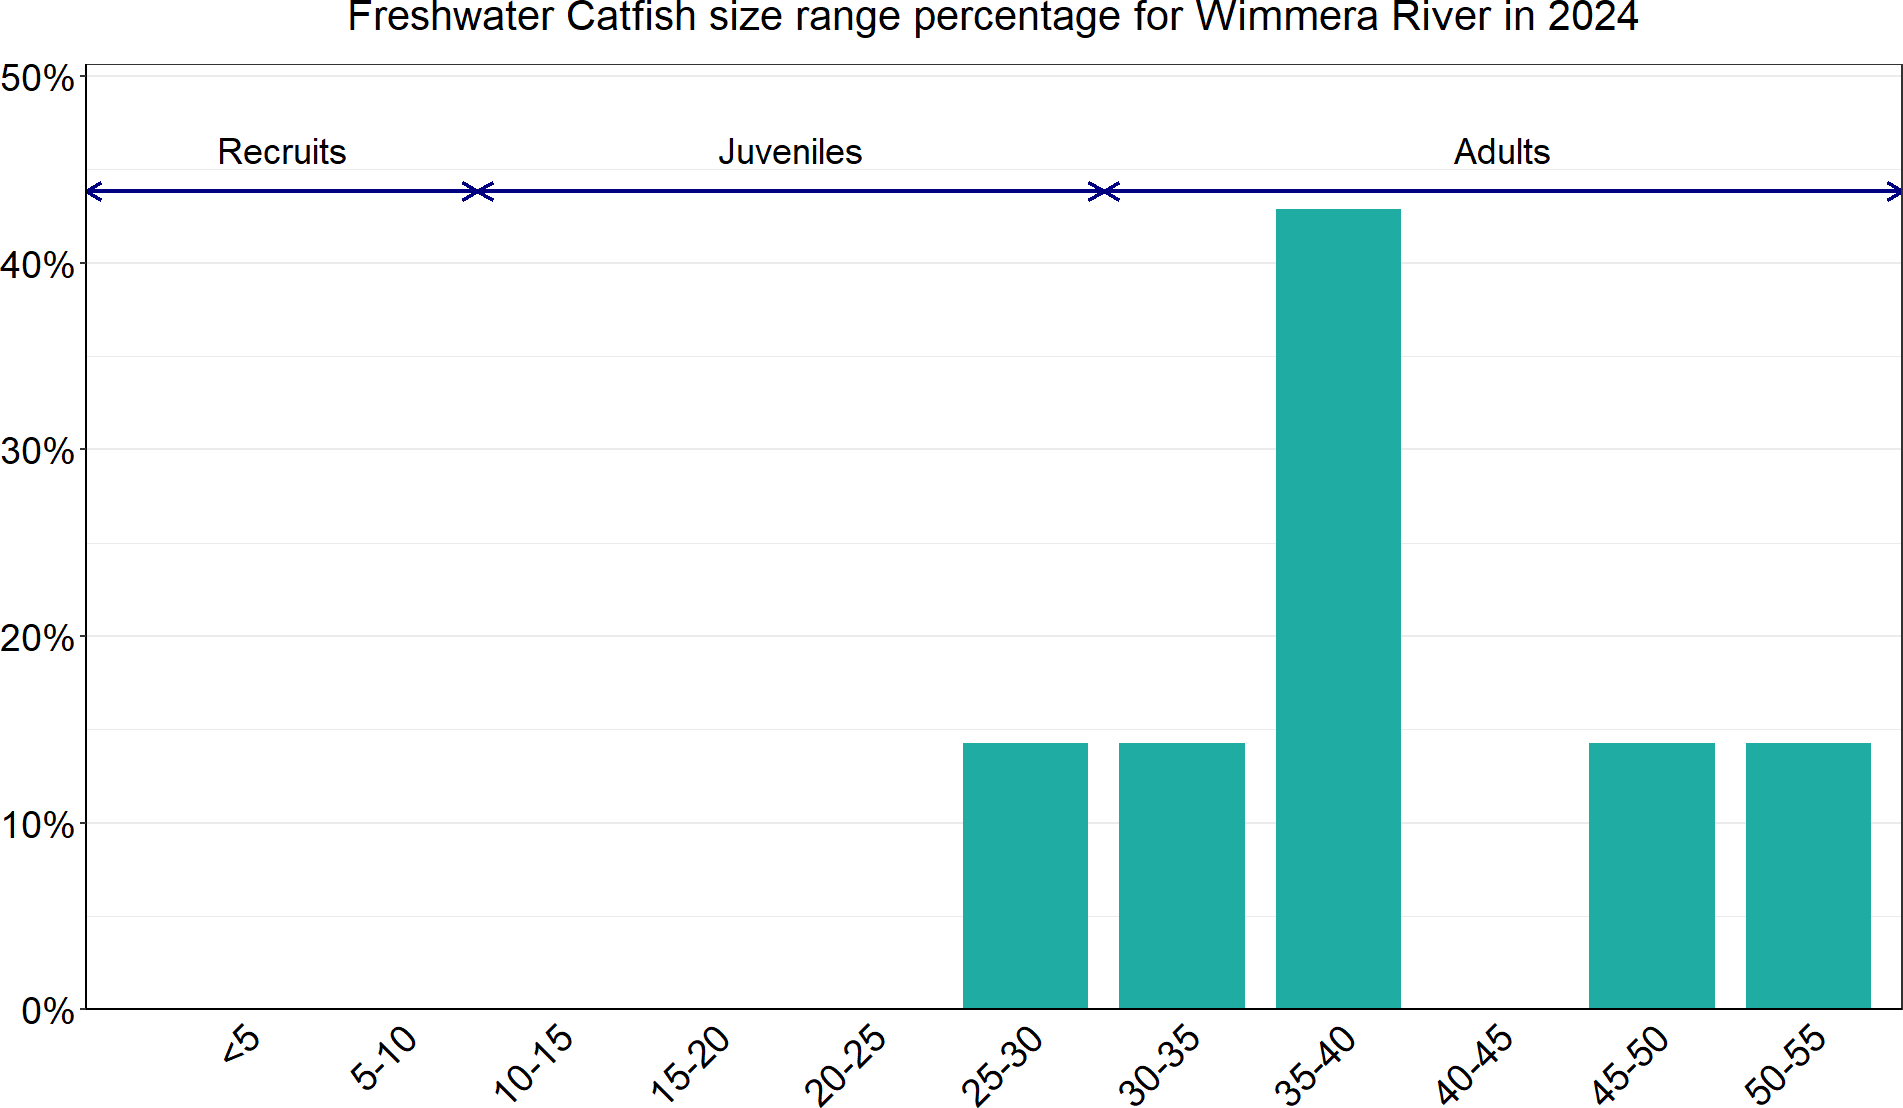 Freshwater Catfish size range percentage for Wimmera River in 2024
50%
Recruits Juveniles Adults
40%
30%
20%
10%
0%
<5 5-10 10-15 15-20 20-25 25-30 30-35 35-40 40-45 45-50 50-55